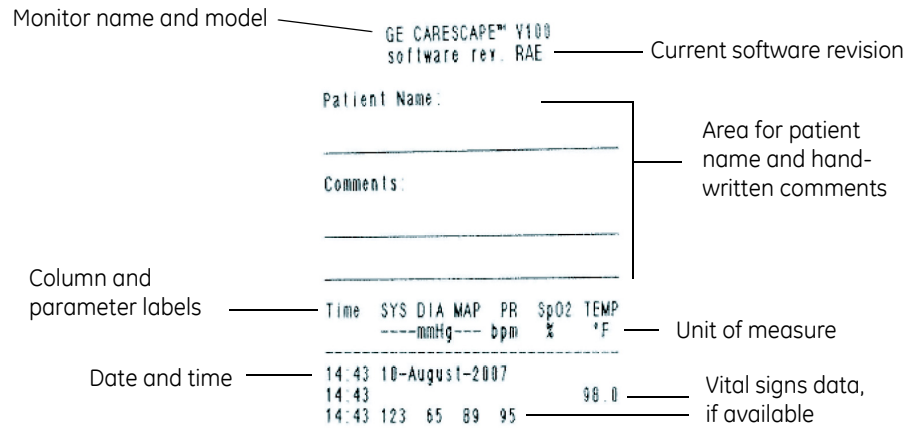 Monitor name and model
GE CARESCAPE™ V100
software rev. RAE
Current software revision
Patient Name:
Area for patient
name and hand-
written comments
Comments:
Column and
parameter labels
Time SYS DIA MAP PR SpO2 TEMP
----mmHg--- bpm % °F
Unit of measure
Date and time
14:43 10-August-2007
14:43 98.0
14:43 123 65 89 95
Vital signs data,
if available